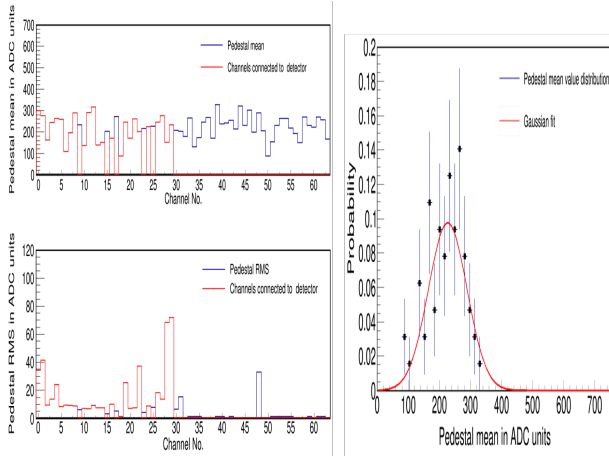 Pedestal mean in ADC units
700
600
500
400
300
200
100
0
Pedestal mean
Channels connected to detector
0 5 10 15 20 25 30 35 40 45 50 55 60
Channel No.
Pedestal RMS in ADC units
120
100
80
60
40
20
0
Pedestal RMS
Channels connected to detector
0 5 10 15 20 25 30 35 40 45 50 55 60
Channel No.
Probability
0.2
0.18
0.16
0.14
0.12
0.1
0.08
0.06
0.04
0.02
0
Pedestal mean value distribution
Gaussian fit
0 100 200 300 400 500 600 700
Pedestal mean in ADC units